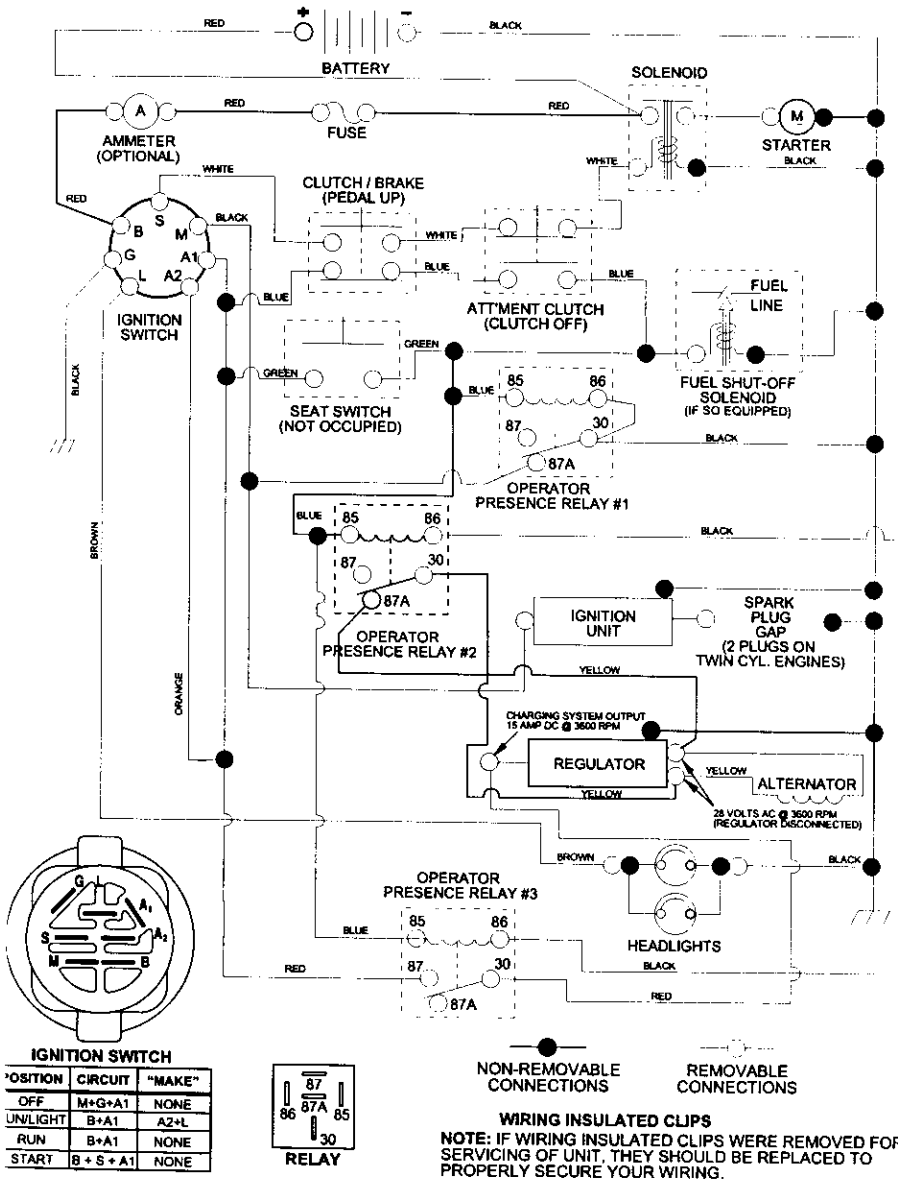 RED
+
-
BLACK
BATTERY
SOLENOID
A
RED
FUSE
RED
M
AMMETER
(OPTIONAL)
STARTER
WHITE
BLACK
WHITE
CLUTCH / BRAKE
(PEDAL UP)
RED
S
B
M
BLACK
G
A1
L
A2
WHITE
BLUE
BLUE
BLUE
IGNITION
SWITCH
ATT'MENT CLUTCH
(CLUTCH OFF)
FUEL
LINE
BLACK
GREEN
GREEN
SEAT SWITCH
(NOT OCCUPIED)
FUEL SHUT-OFF
SOLENOID
(IF SO EQUIPPED)
BLUE
85
86
87
30
87A
BLACK
OPERATOR
PRESENCE RELAY #1
BROWN
BLUE
85
86
BLACK
87
30
87A
OPERATOR
PRESENCE RELAY #2
IGNITION
UNIT
SPARK
PLUG
GAP
(2 PLUGS ON
TWIN CYL. ENGINES)
ORANGE
YELLOW
CHARGING SYSTEM OUTPUT
15 AMP DC @ 3600 RPM
REGULATOR
YELLOW
ALTERNATOR
YELLOW
28 VOLTS AC @ 3600 RPM
(REGULATOR DISCONNECTED)
BROWN
BLACK
OPERATOR
PRESENCE RELAY #3
HEADLIGHTS
BLUE
85
86
BLACK
RED
87
30
87A
RED
G
L
A1
S
A2
M
B
IGNITION SWITCH
POSITION CIRCUIT "MAKE"
OFF M+G+A1 NONE
UN/LIGHT B+A1 A2+L
RUN B+A1 NONE
START B + S + A1 NONE
87
86
87A
85
30
RELAY
NON-REMOVABLE
CONNECTIONS
REMOVABLE
CONNECTIONS
WIRING INSULATED CLIPS
NOTE: IF WIRING INSULATED CLIPS WERE REMOVED FOR
SERVICING OF UNIT, THEY SHOULD BE REPLACED TO
PROPERLY SECURE YOUR WIRING.